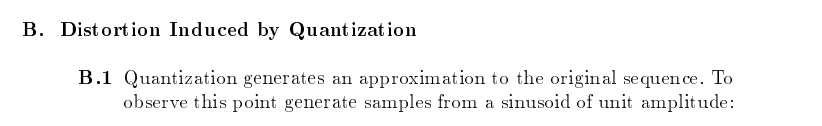 B. Distortion Induced by Quantization
B.1 Quantization generates an approximation to the original sequence. To
observe this point generate samples from a sinusoid of unit amplitude: